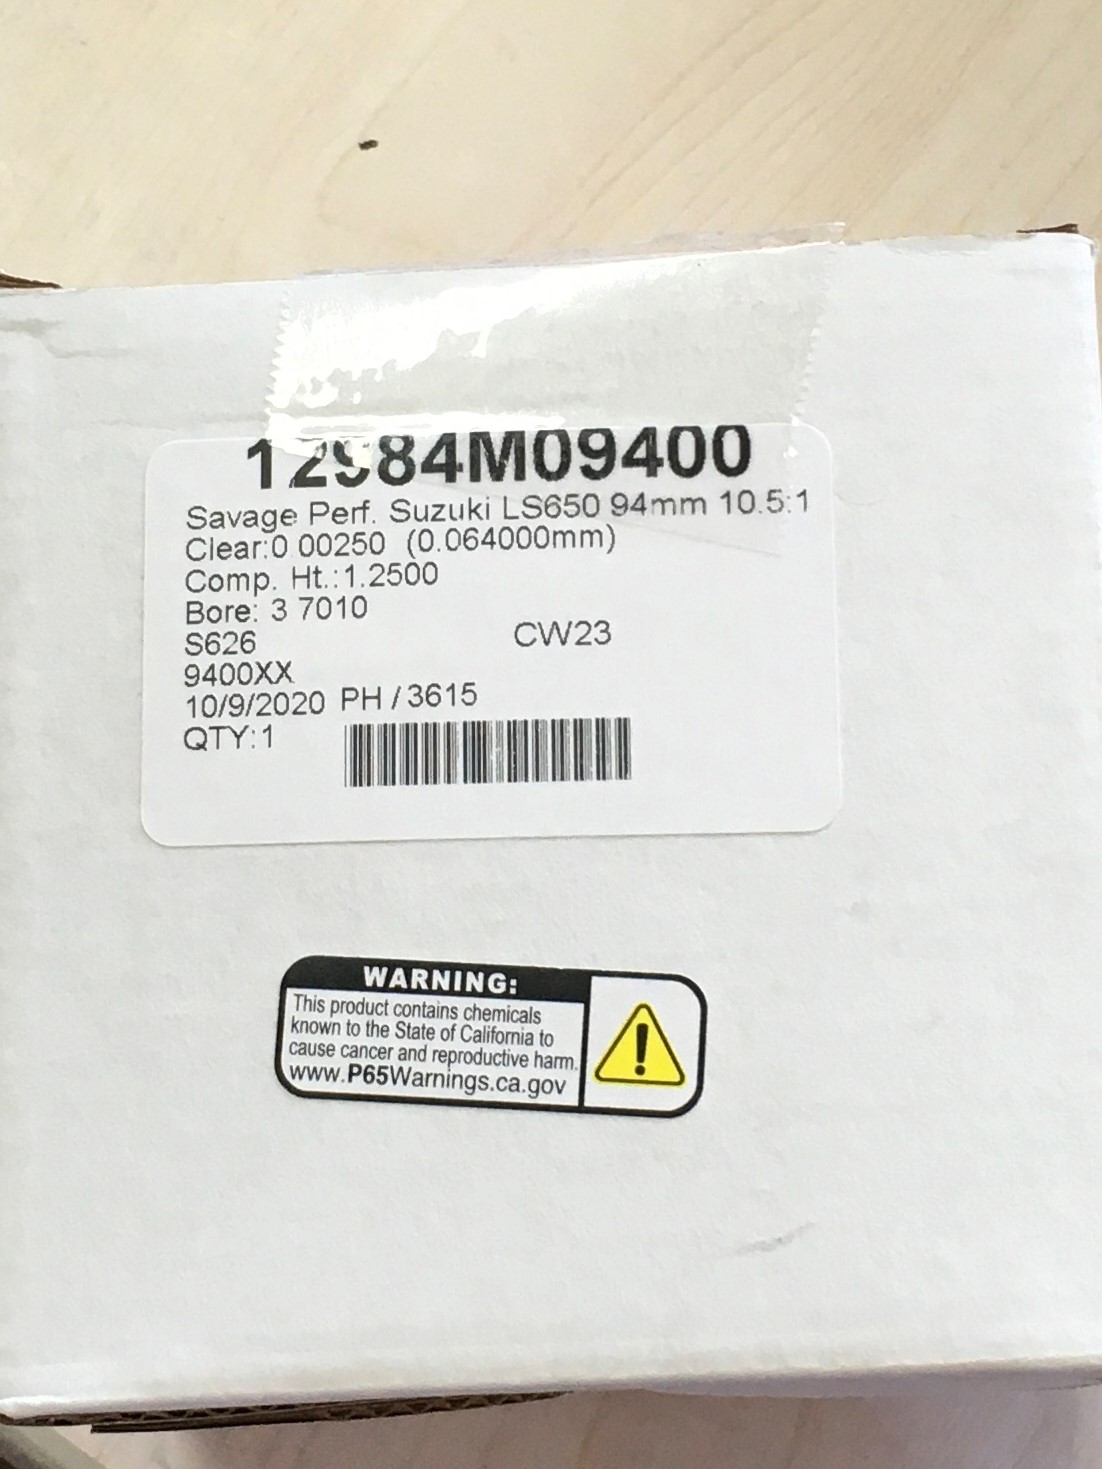 12984M09400
Savage Perf. Suzuki LS650 94mm 10.5:1
Clear:0.00250 (0.064000mm)
Comp. Ht.:1.2500
Bore: 3.7010
S626 CW23
9400XX
10/9/2020 PH / 3615
QTY:1
WARNING:
This product contains chemicals
known to the State of California to
cause cancer and reproductive harm.
www.P65Warnings.ca.gov